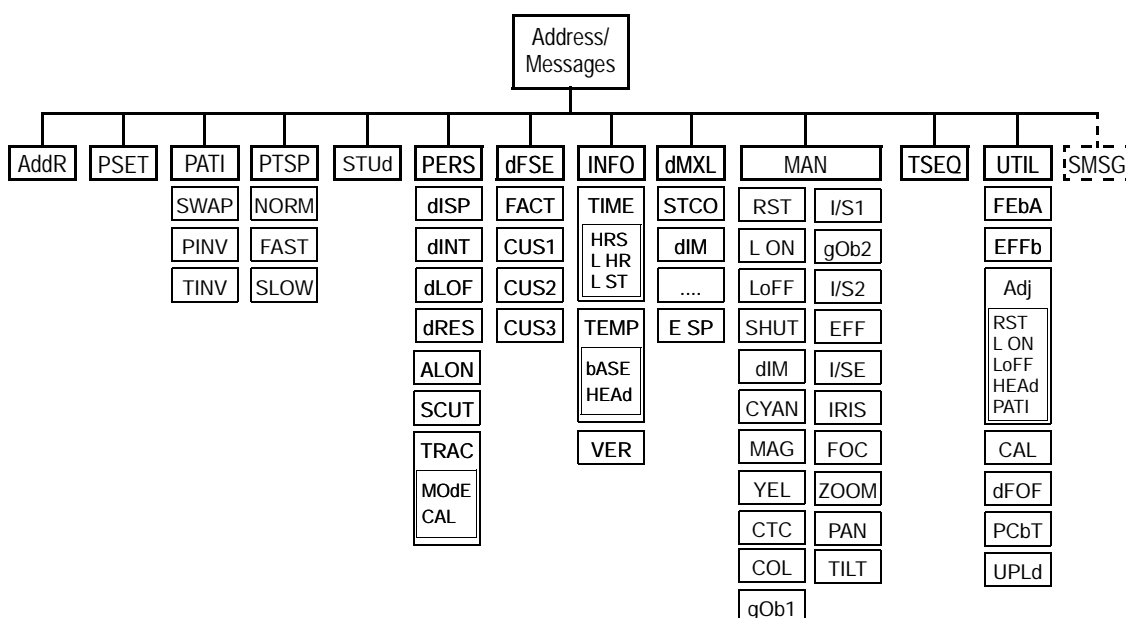 Address/
Messages
AddR
PSET
PATI
SWAP
PINV
TINV
PTSP
NORM
FAST
SLOW
STUd
PERS
dISP
dINT
dLOF
dRES
ALON
SCUT
TRAC
MOdE
CAL
dFSE
FACT
CUS1
CUS2
CUS3
INFO
TIME
HRS
L HR
L ST
TEMP
bASE
HEAd
VER
dMXL
STCO
dIM
....
E SP
MAN
RST
L ON
LoFF
SHUT
dIM
CYAN
MAG
YEL
CTC
COL
gOb1
I/S1
gOb2
I/S2
EFF
I/SE
IRIS
FOC
ZOOM
PAN
TILT
TSEQ
UTIL
FEbA
EFFb
Adj
RST
L ON
LoFF
HEAd
PATI
CAL
dFOF
PCbT
UPLd
SMSG